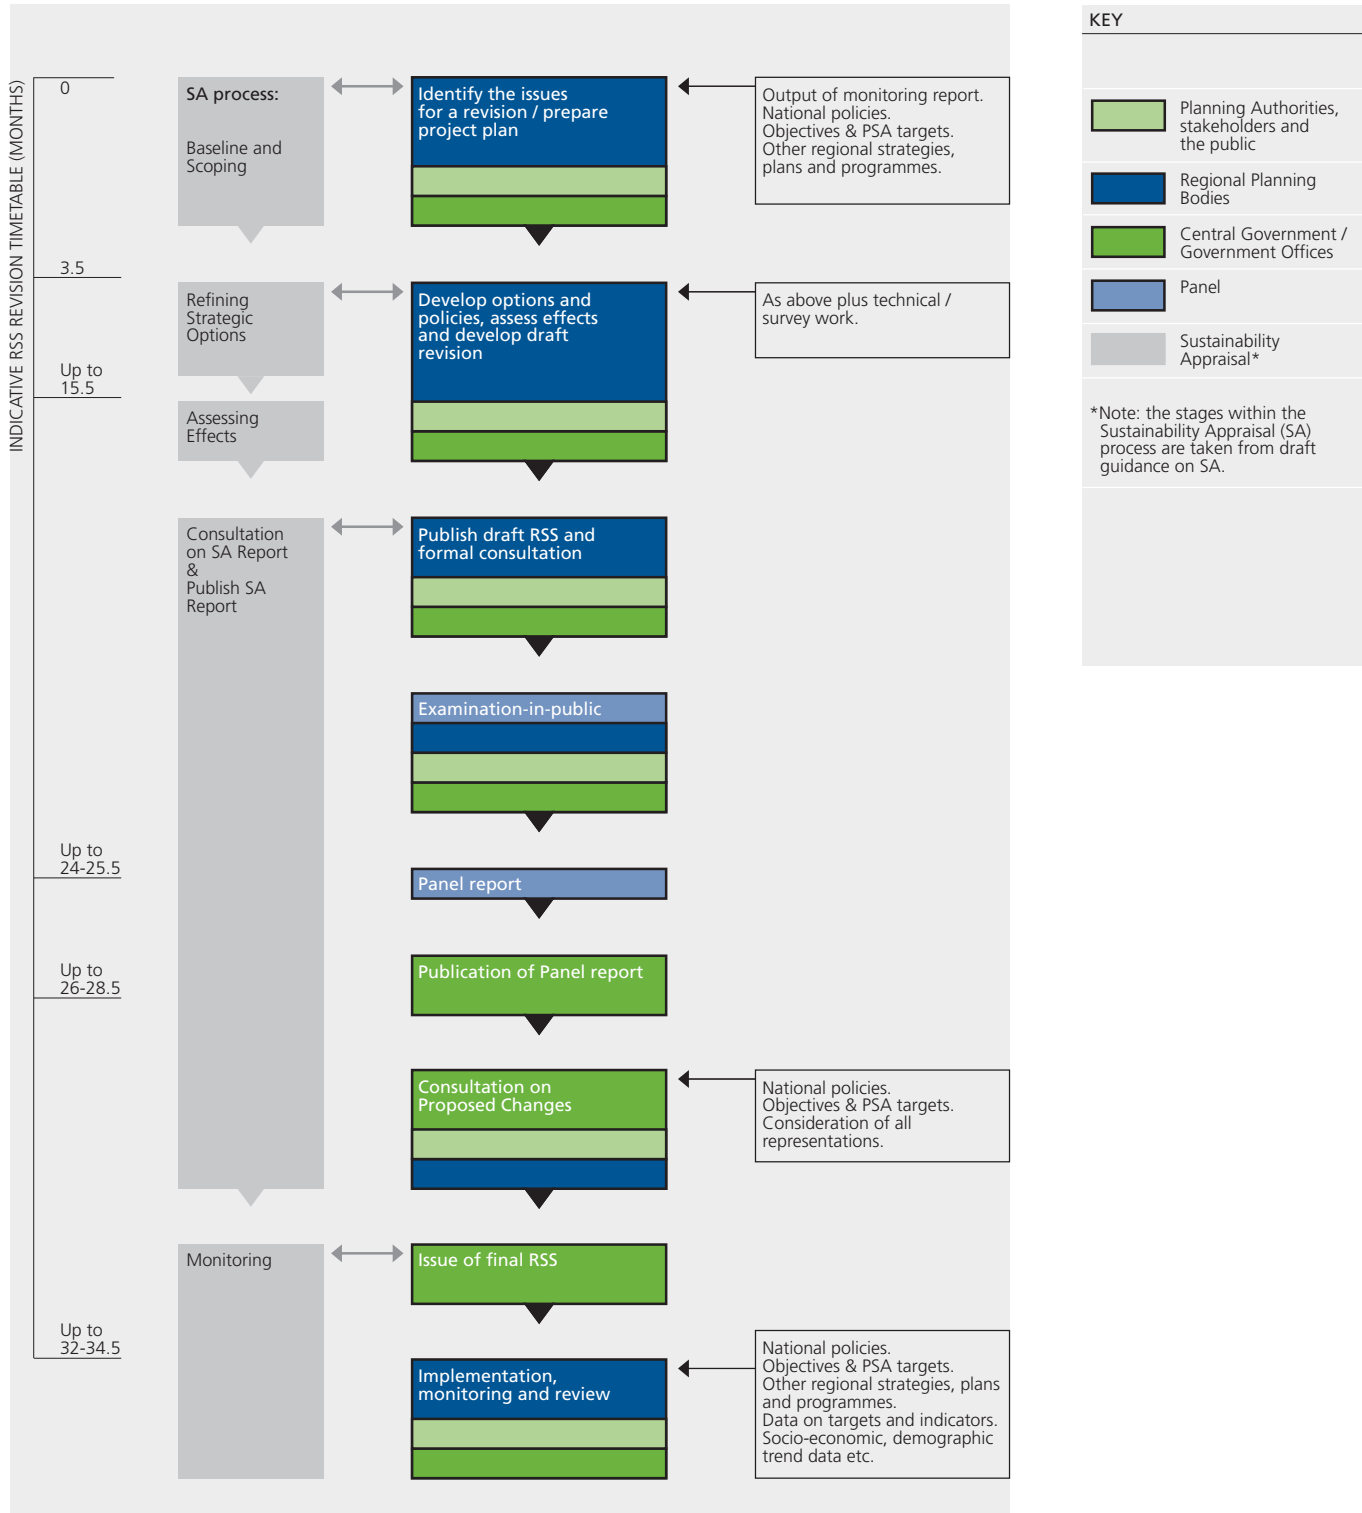 INDICATIVE RSS REVISION TIMETABLE (MONTHS)
0
3.5
Up to
15.5
Up to
24-25.5
Up to
26-28.5
Up to
32-34.5
SA process:
Baseline and
Scoping
Refining
Strategic
Options
Assessing
Effects
Consultation
on SA Report
&
Publish SA
Report
Monitoring
Identify the issues
for a revision / prepare
project plan
Develop options and
policies, assess effects
and develop draft
revision
Publish draft RSS and
formal consultation
Examination-in-public
Panel report
Publication of Panel report
Consultation on
Proposed Changes
Issue of final RSS
Implementation,
monitoring and review
Output of monitoring report.
National policies.
Objectives & PSA targets.
Other regional strategies,
plans and programmes.
As above plus technical /
survey work.
National policies.
Objectives & PSA targets.
Consideration of all
representations.
National policies.
Objectives & PSA targets.
Other regional strategies, plans
and programmes.
Data on targets and indicators.
Socio-economic, demographic
trend data etc.
KEY
Planning Authorities,
stakeholders and
the public
Regional Planning
Bodies
Central Government /
Government Offices
Panel
Sustainability
Appraisal*
*Note: the stages within the
Sustainability Appraisal (SA)
process are taken from draft
guidance on SA.